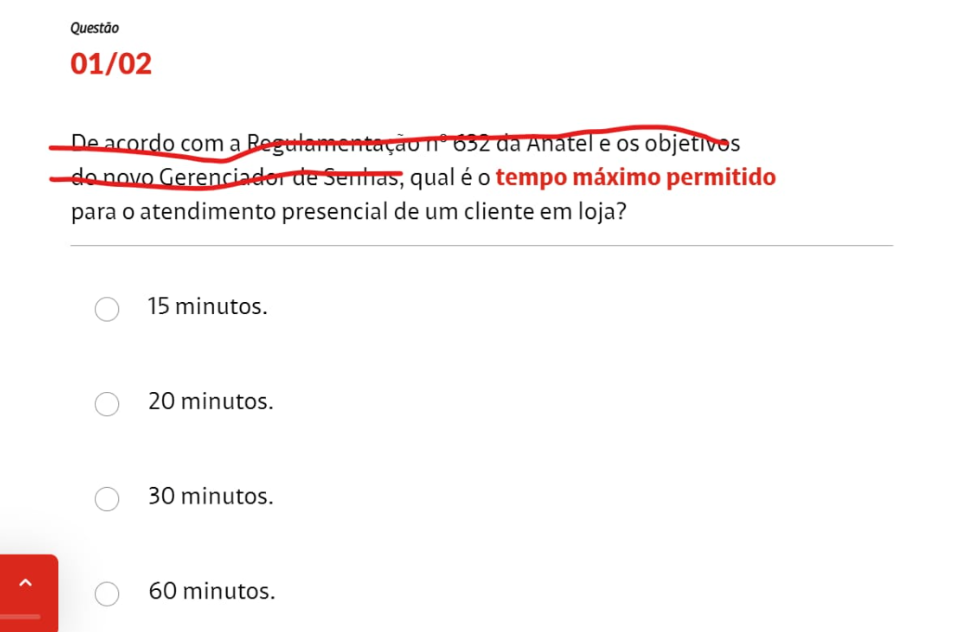 Questão
01/02
De acordo com a Regulamentação nº 632 da Anatel e os objetivos
do novo Gerenciador de Senhas, qual é o tempo máximo permitido
para o atendimento presencial de um cliente em loja?
15 minutos.
20 minutos.
30 minutos.
60 minutos.